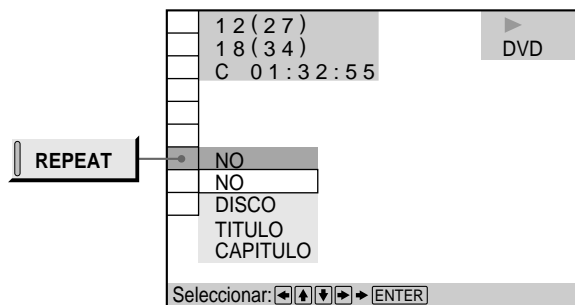 12(27)
18(34)
C 01:32:55
DVD
REPEAT
NO
NO
DISCO
TITULO
CAPITULO
Seleccionar: ENTER